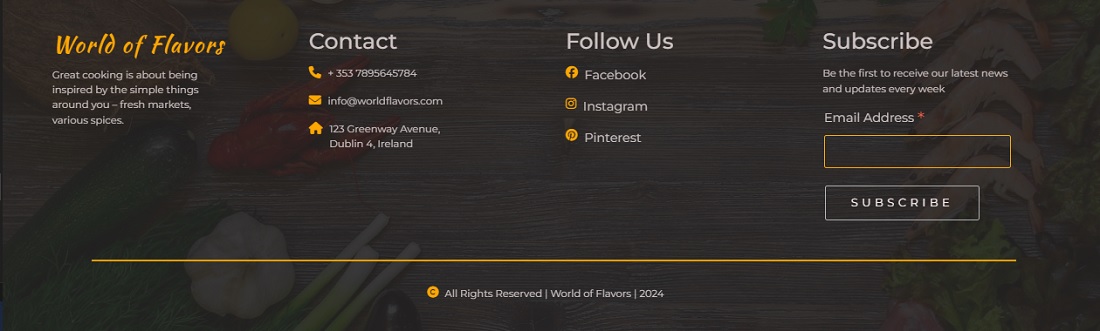 World of Flavors
Great cooking is about being
inspired by the simple things
around you – fresh markets,
various spices.
Contact
+ 353 7895645784
info@worldflavors.com
123 Greenway Avenue,
Dublin 4, Ireland
Follow Us
Facebook
Instagram
Pinterest
Subscribe
Be the first to receive our latest news
and updates every week
Email Address *
SUBSCRIBE
© All Rights Reserved | World of Flavors | 2024